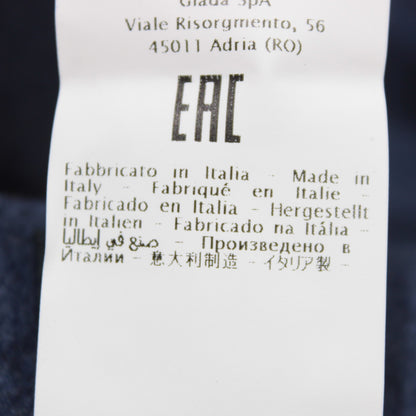 Giada SpA
Viale Risorgimento, 56
45011 Adria (RO)
EAC
Fabbricato in Italia - Made in
Italy - Fabriqué en Italie -
Fabricado en Italia - Hergestellt
in Italien - Fabricado na Itália -
صنع في إيطاليا - Произведено в
Италии - 意大利制造 - イタリア製 -